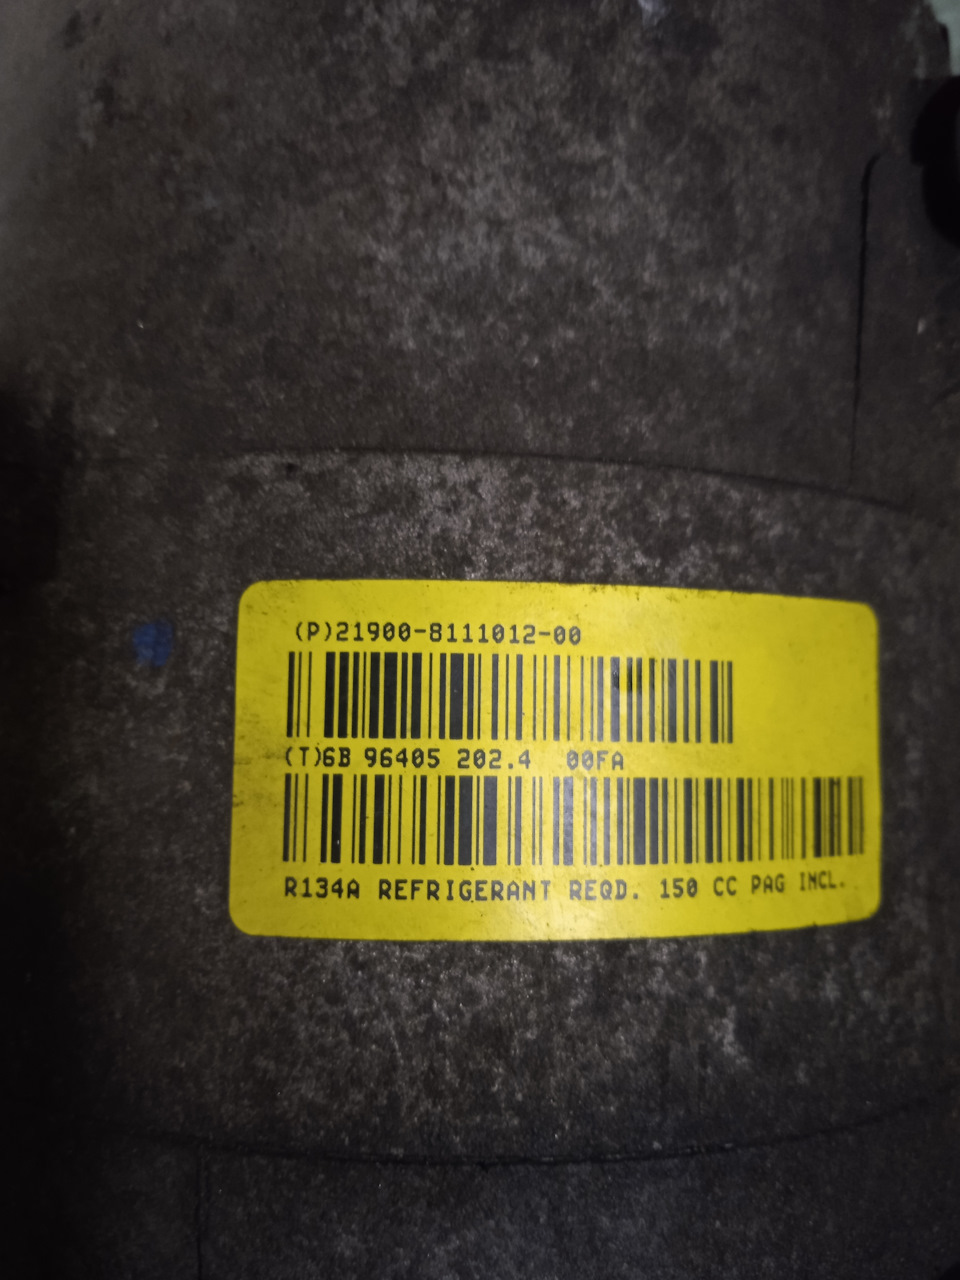 (P)21900-8111012-00
(T)6B 96405 202.4 00FA
R134A REFRIGERANT REQD. 150 CC PAG INCL.